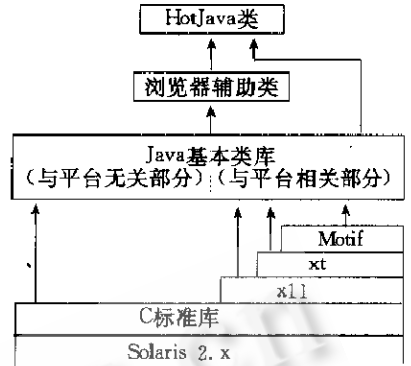 HotJava类
浏览器辅助类
Java基本类库
(与平台无关部分)(与平台相关部分)
Motif
xt
x11
C标准库
Solaris 2.x